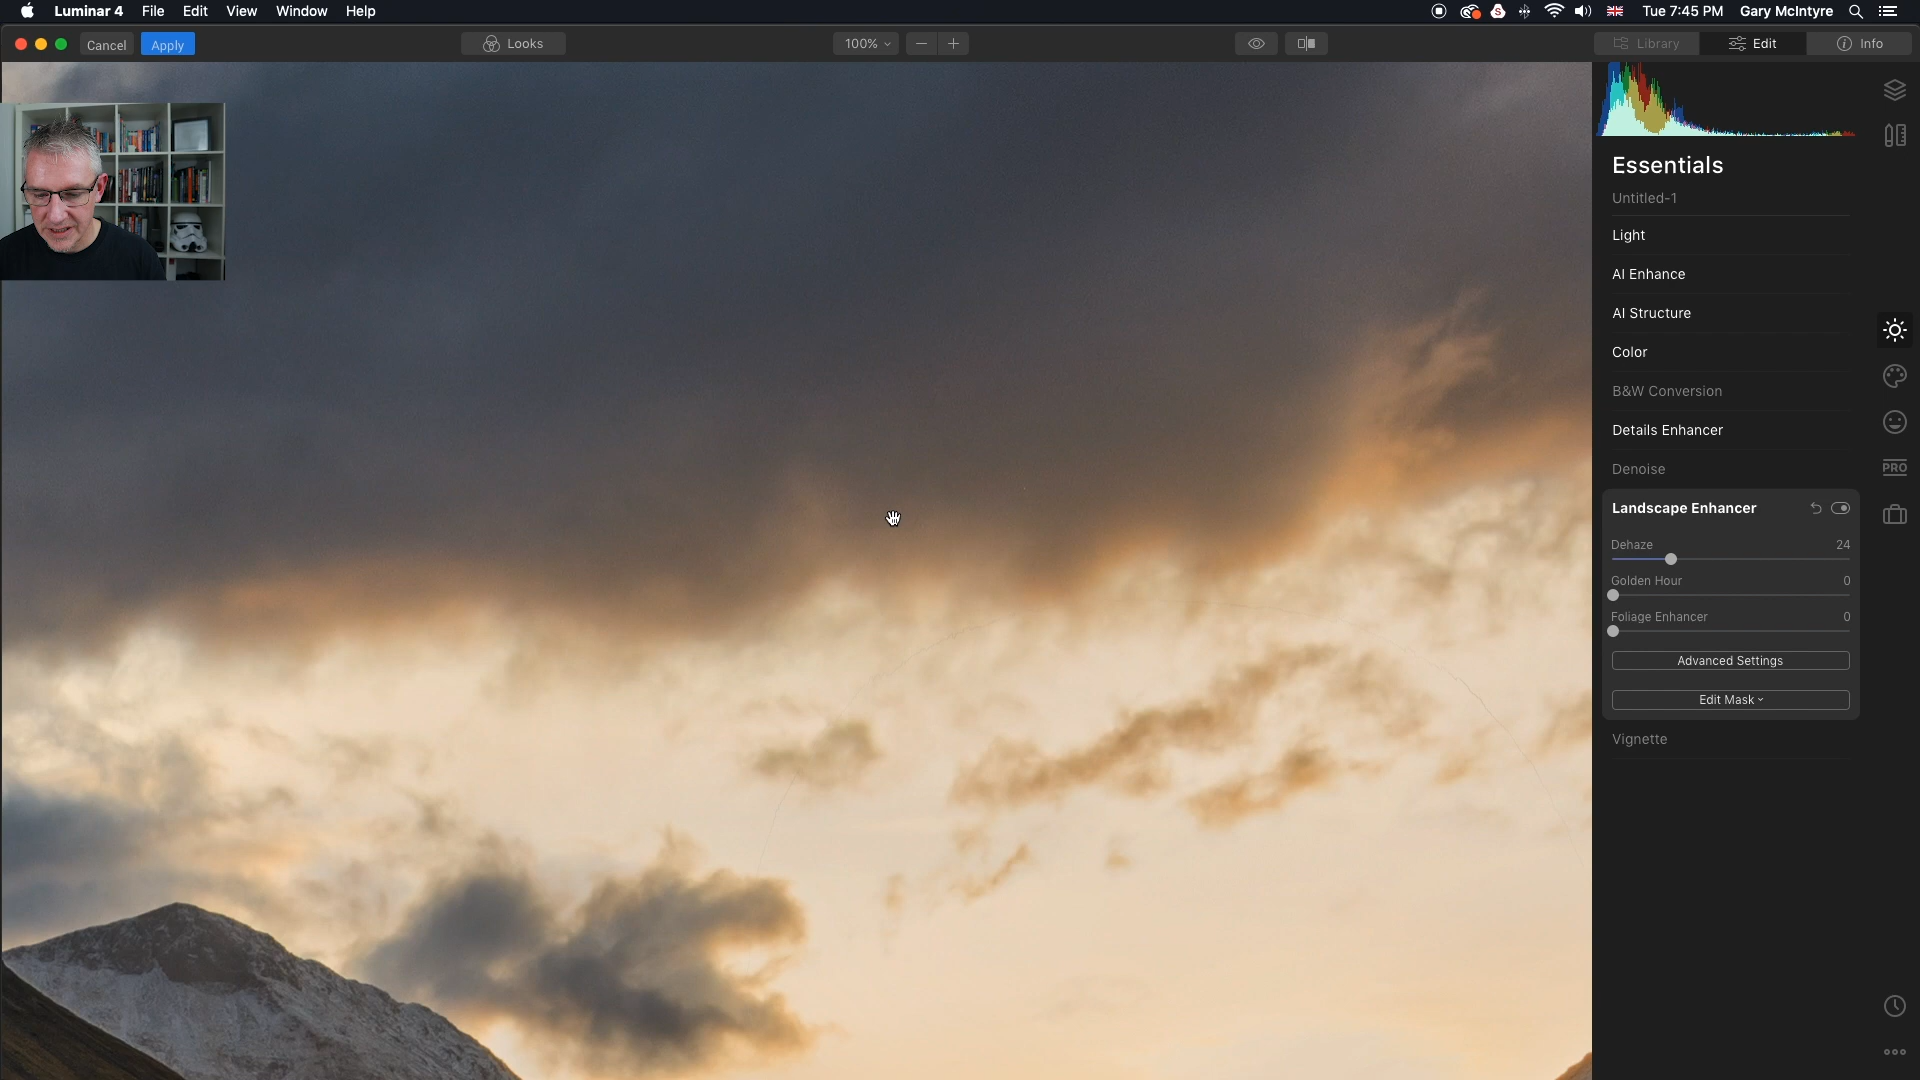 Luminar 4 File Edit View Window Help Tue 7:45 PM Gary McIntyre
Cancel Apply Looks 100% Library Edit Info
Essentials
Untitled-1
Light
AI Enhance
AI Structure
Color
B&W Conversion
Details Enhancer
PRO
Denoise
Landscape Enhancer
Dehaze 24
Golden Hour 0
Foliage Enhancer 0
Advanced Settings
Edit Mask
Vignette